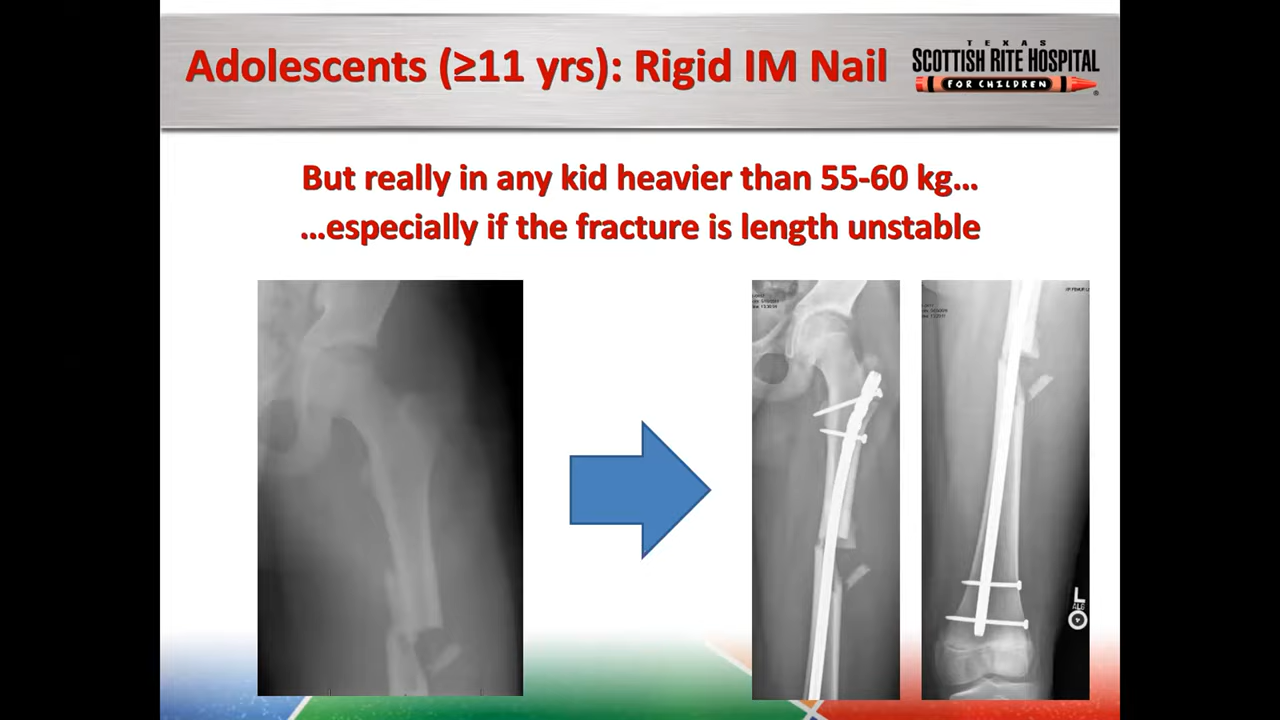 Adolescents (≥11 yrs): Rigid IM Nail
TEXAS
SCOTTISH RITE HOSPITAL
FOR CHILDREN
But really in any kid heavier than 55-60 kg...
...especially if the fracture is length unstable
L
ALG